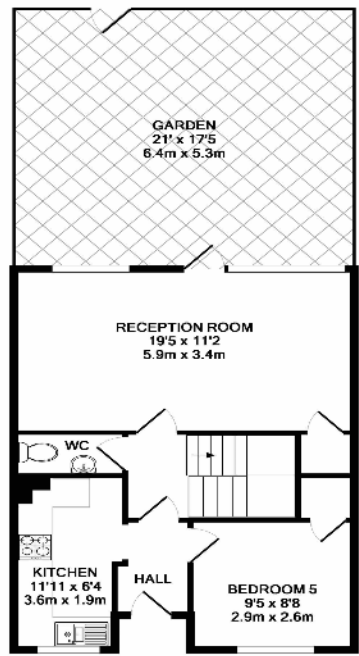 GARDEN
21' x 17'5
6.4m x 5.3m
RECEPTION ROOM
19'5 x 11'2
5.9m x 3.4m
WC
KITCHEN
11'11 x 6'4
3.6m x 1.9m
HALL
BEDROOM 5
9'5 x 8'8
2.9m x 2.6m